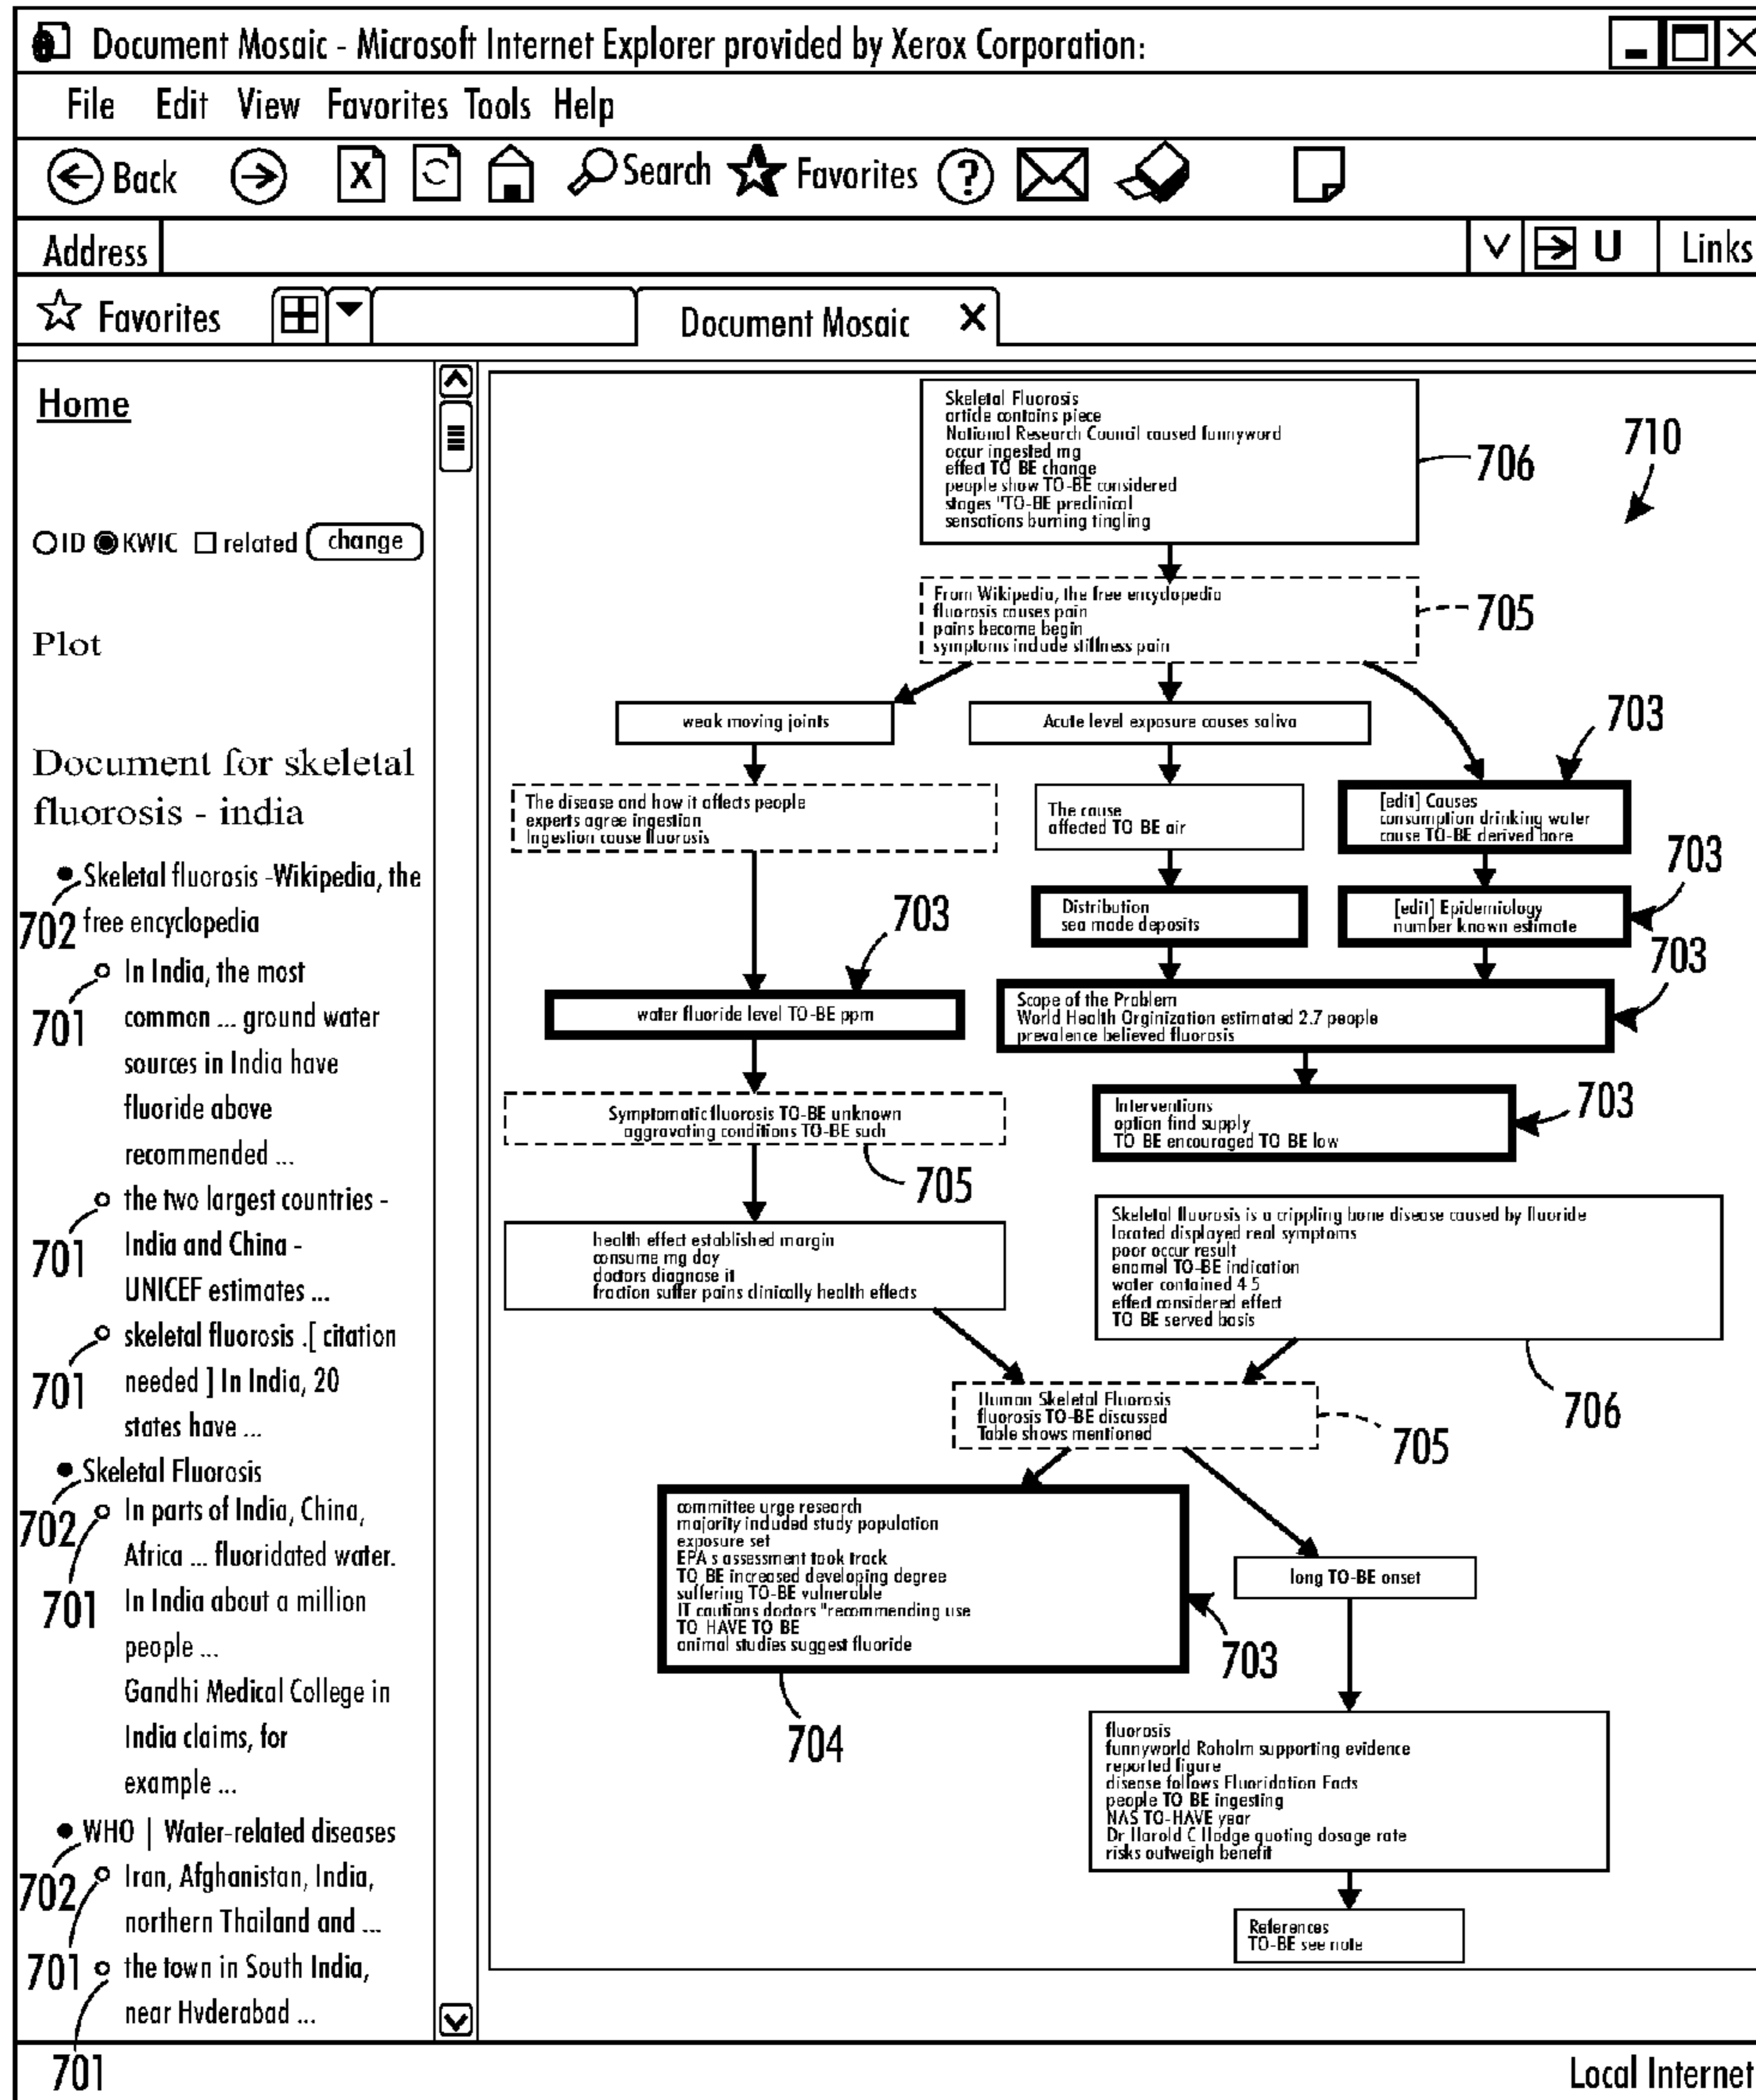 Document Mosaic - Microsoft Internet Explorer provided by Xerox Corporation:
File Edit View Favorites Tools Help
Back X Search Favorites ?
Address U Links
Favorites Document Mosaic X
Home
ID KWIC related change
Plot
Document for skeletal
fluorosis - india
Skeletal fluorosis -Wikipedia, the
702 free encyclopedia
In India, the most
701 common ... ground water
sources in India have
fluoride above
recommended ...
the two largest countries -
701 India and China -
UNICEF estimates ...
skeletal fluorosis .[ citation
701 needed ] In India, 20
states have ...
Skeletal Fluorosis
702 In parts of India, China,
Africa ... fluoridated water.
701 In India about a million
people ...
Gandhi Medical College in
India claims, for
example ...
WHO | Water-related diseases
702 Iran, Afghanistan, India,
northern Thailand and ...
701 the town in South India,
near Hvderabad ...
701
Skeletal Fluorosis
article contains piece
National Research Council caused funnyword
occur ingested mg
effect TO BE change
people show TO-BE considered
stages "TO-BE preclinical
sensations burning tingling
706
710
From Wikipedia, the free encyclopedia
fluorosis causes pain
pains become begin
symptoms include stillness pain
705
weak moving joints
Acute level exposure causes saliva
703
The disease and how it affects people
experts agree ingestion
Ingestion cause fluorosis
The cause
affected TO BE air
[edit] Causes
consumption drinking water
cause TO-BE derived bore
703
703
Distribution
sea made deposits
[edit] Epidemiology
number known estimate
703
water fluoride level TO-BE ppm
Scope of the Problem
World Health Orginization estimated 2.7 people
prevalence believed fluorosis
Symptomatic fluorosis TO-BE unknown
aggravating conditions TO-BE such
705
Interventions
option find supply
TO BE encouraged TO BE low
703
health effect established margin
consume mg day
doctors diagnose it
fraction suffer pains clinically health effects
Skeletal fluorosis is a crippling bone disease caused by fluoride
located displayed real symptoms
poor occur result
enamel TO-BE indication
water contained 4 5
effect considered effect
TO BE served basis
706
Human Skeletal Fluorosis
fluorosis TO-BE discussed
Table shows mentioned
705
committee urge research
majority included study population
exposure set
EPA s assessment took track
TO BE increased developing degree
suffering TO-BE vulnerable
IT cautions doctors "recommending use
TO HAVE TO BE
animal studies suggest fluoride
703
704
long TO-BE onset
fluorosis
funnyworld Roholm supporting evidence
reported figure
disease follows Fluoridation Facts
people TO BE ingesting
NAS TO-HAVE year
Dr Harold C Hodge quoting dosage rate
risks outweigh benefit
References
TO-BE see note
Local Internet